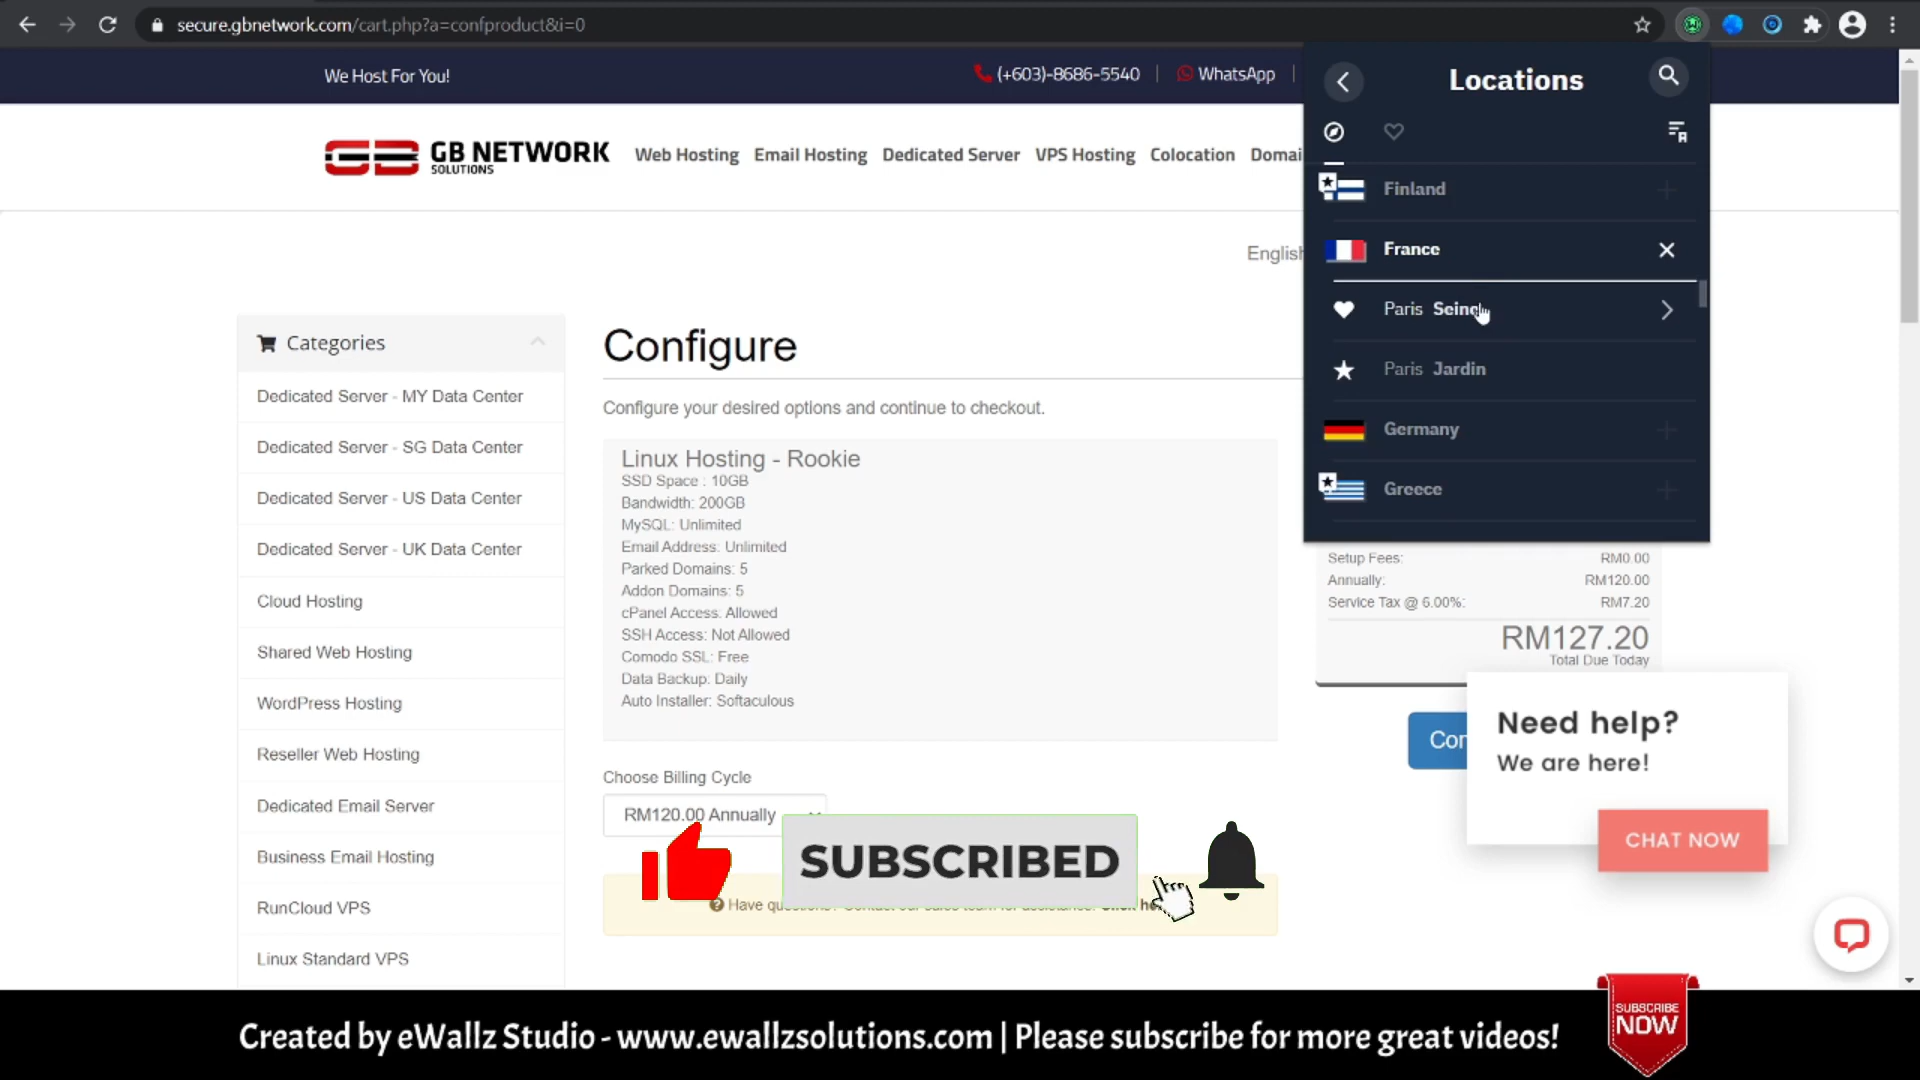 secure.gbnetwork.com/cart.php?a=confproduct&i=0
We Host For You!
(+603)-8686-5540
WhatsApp
GB NETWORK
SOLUTIONS
Web Hosting
Email Hosting
Dedicated Server
VPS Hosting
Colocation
Domai
English
Locations
Finland
France
Paris Seine
Paris Jardin
Germany
Greece
Categories
Dedicated Server - MY Data Center
Dedicated Server - SG Data Center
Dedicated Server - US Data Center
Dedicated Server - UK Data Center
Cloud Hosting
Shared Web Hosting
WordPress Hosting
Reseller Web Hosting
Dedicated Email Server
Business Email Hosting
RunCloud VPS
Linux Standard VPS
Configure
Configure your desired options and continue to checkout.
Linux Hosting - Rookie
SSD Space : 10GB
Bandwidth: 200GB
MySQL: Unlimited
Email Address: Unlimited
Parked Domains: 5
Addon Domains: 5
cPanel Access: Allowed
SSH Access: Not Allowed
Comodo SSL: Free
Data Backup: Daily
Auto Installer: Softaculous
Choose Billing Cycle
RM120.00 Annually
Have
SUBSCRIBED
Setup Fees: RM0.00
Annually: RM120.00
Service Tax @ 6.00%: RM7.20
RM127.20
Total Due Today
Con
Need help?
We are here!
CHAT NOW
Created by eWallz Studio - www.ewallzsolutions.com | Please subscribe for more great videos!
SUBSCRIBE
NOW